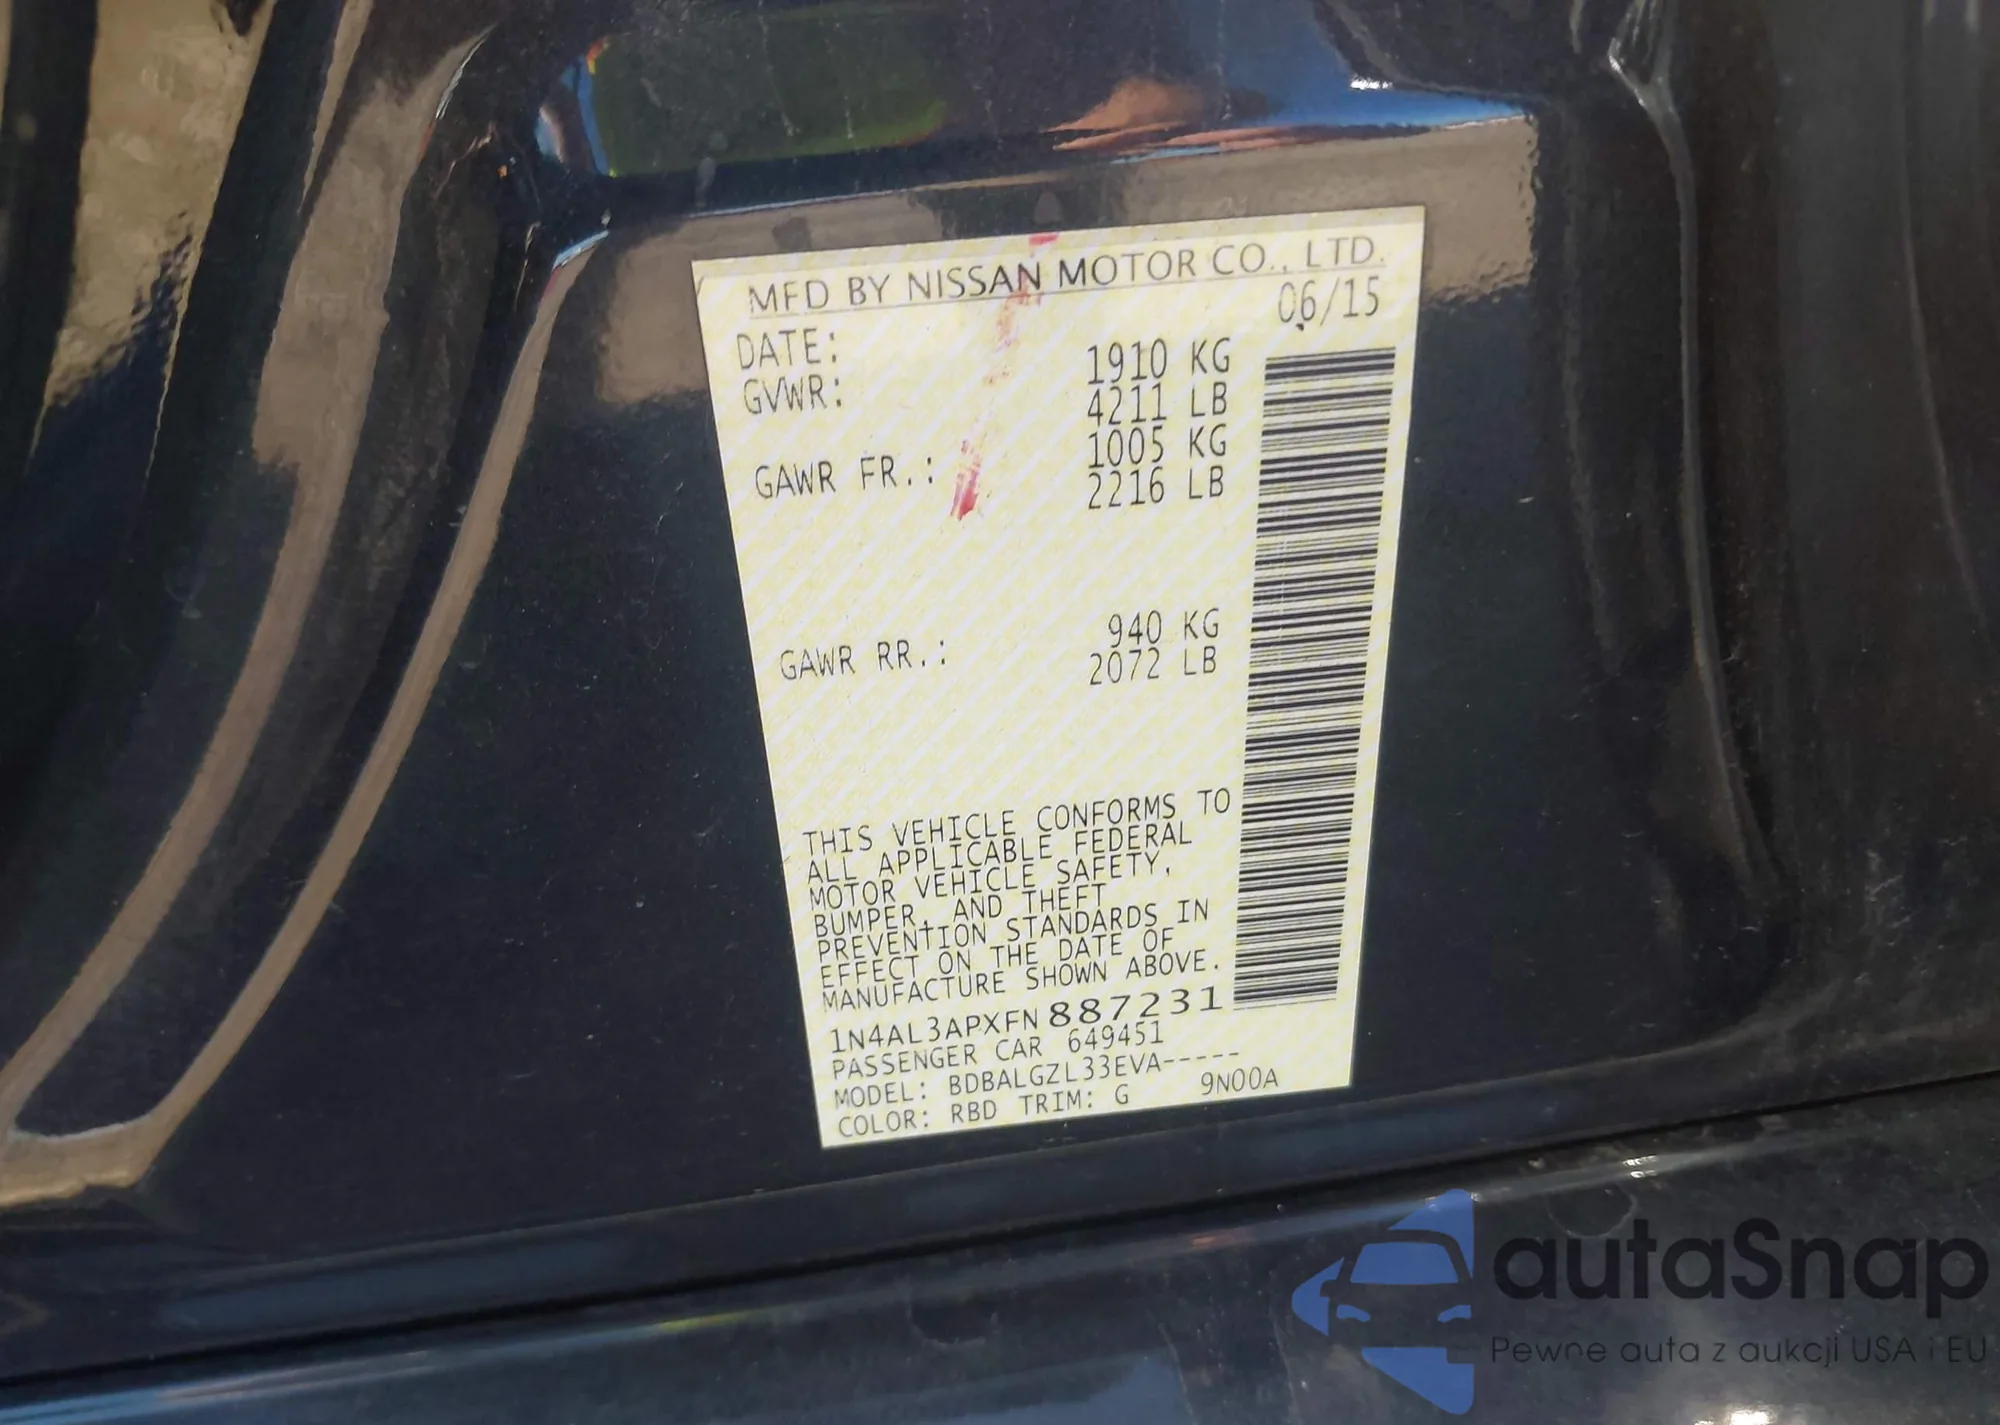 MFD BY NISSAN MOTOR CO., LTD.
DATE: 06/15
GVWR: 1910 KG
4211 LB
GAWR FR.: 1005 KG
2216 LB
GAWR RR.: 940 KG
2072 LB
THIS VEHICLE CONFORMS TO
ALL APPLICABLE FEDERAL
MOTOR VEHICLE SAFETY,
BUMPER, AND THEFT
PREVENTION STANDARDS IN
EFFECT ON THE DATE OF
MANUFACTURE SHOWN ABOVE.
1N4AL3APXFN887231
PASSENGER CAR 649451
MODEL: BDBALGZL33EVA-----
COLOR: RBD TRIM: G 9N00A
autaSnap
Pewne auta z aukcji USA i EU